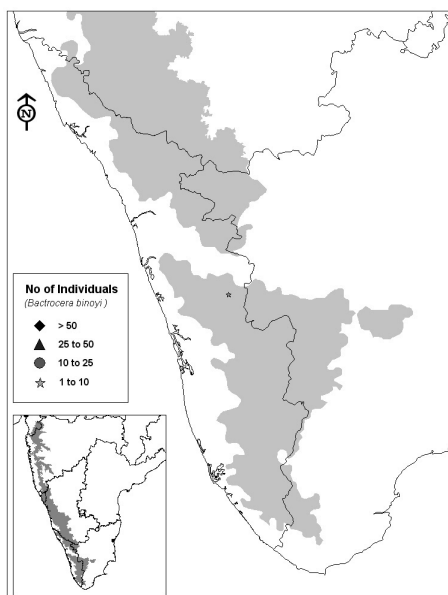 N
No of Individuals
(Bactrocera binoyi )
> 50
25 to 50
10 to 25
1 to 10